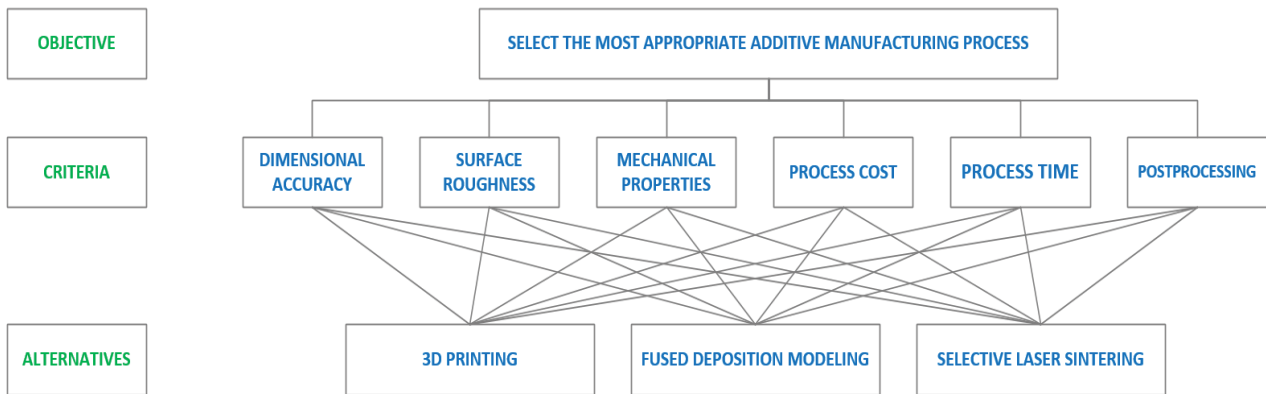 OBJECTIVE
SELECT THE MOST APPROPRIATE ADDITIVE MANUFACTURING PROCESS
CRITERIA
DIMENSIONAL
ACCURACY
SURFACE
ROUGHNESS
MECHANICAL
PROPERTIES
PROCESS COST
PROCESS TIME
POSTPROCESSING
ALTERNATIVES
3D PRINTING
FUSED DEPOSITION MODELING
SELECTIVE LASER SINTERING